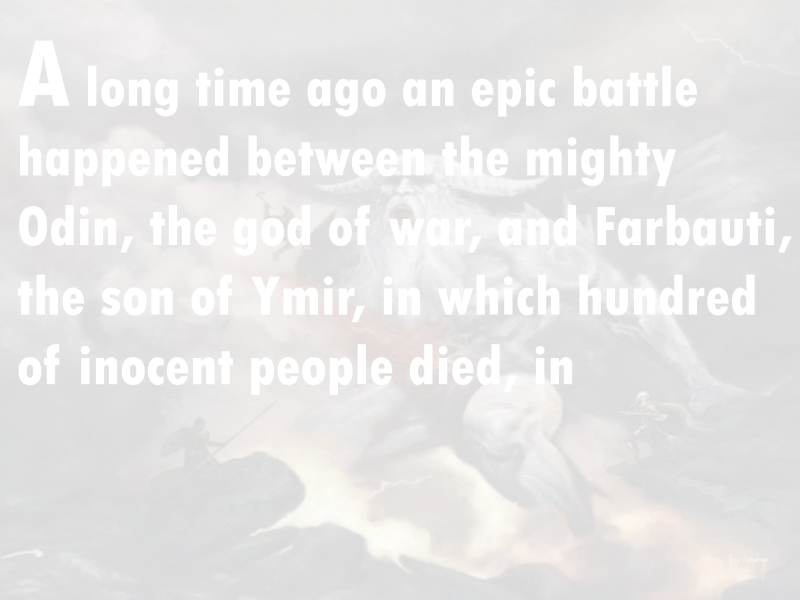 A long time ago an epic battle
happened between the mighty
Odin, the god of war, and Farbauti,
the son of Ymir, in which hundred
of inocent people died, in